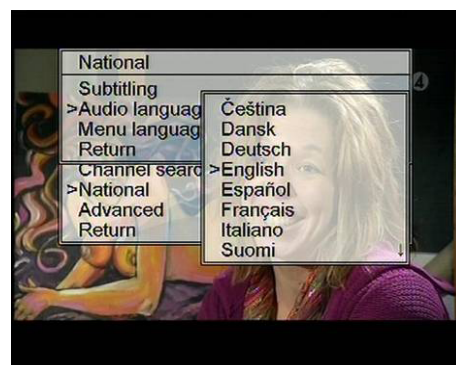 National
Subtitling
>Audio languag
Menu languag
Return
Channel searc
>National
Advanced
Return
Čeština
Dansk
Deutsch
>English
Español
Français
Italiano
Suomi ↓
4